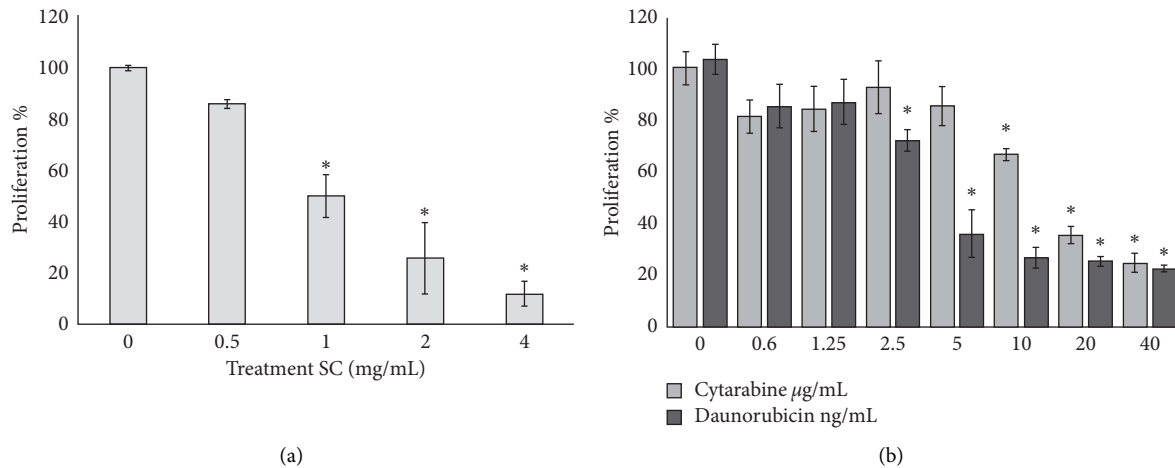 120
100
80
60
40
20
0
Proliferation %
*
*
*
0 0.5 1 2 4
Treatment SC (mg/mL)
(a)
120
100
80
60
40
20
0
Proliferation %
*
*
*
*
*
*
*
*
0 0.6 1.25 2.5 5 10 20 40
Cytarabine μg/mL
Daunorubicin ng/mL
(b)